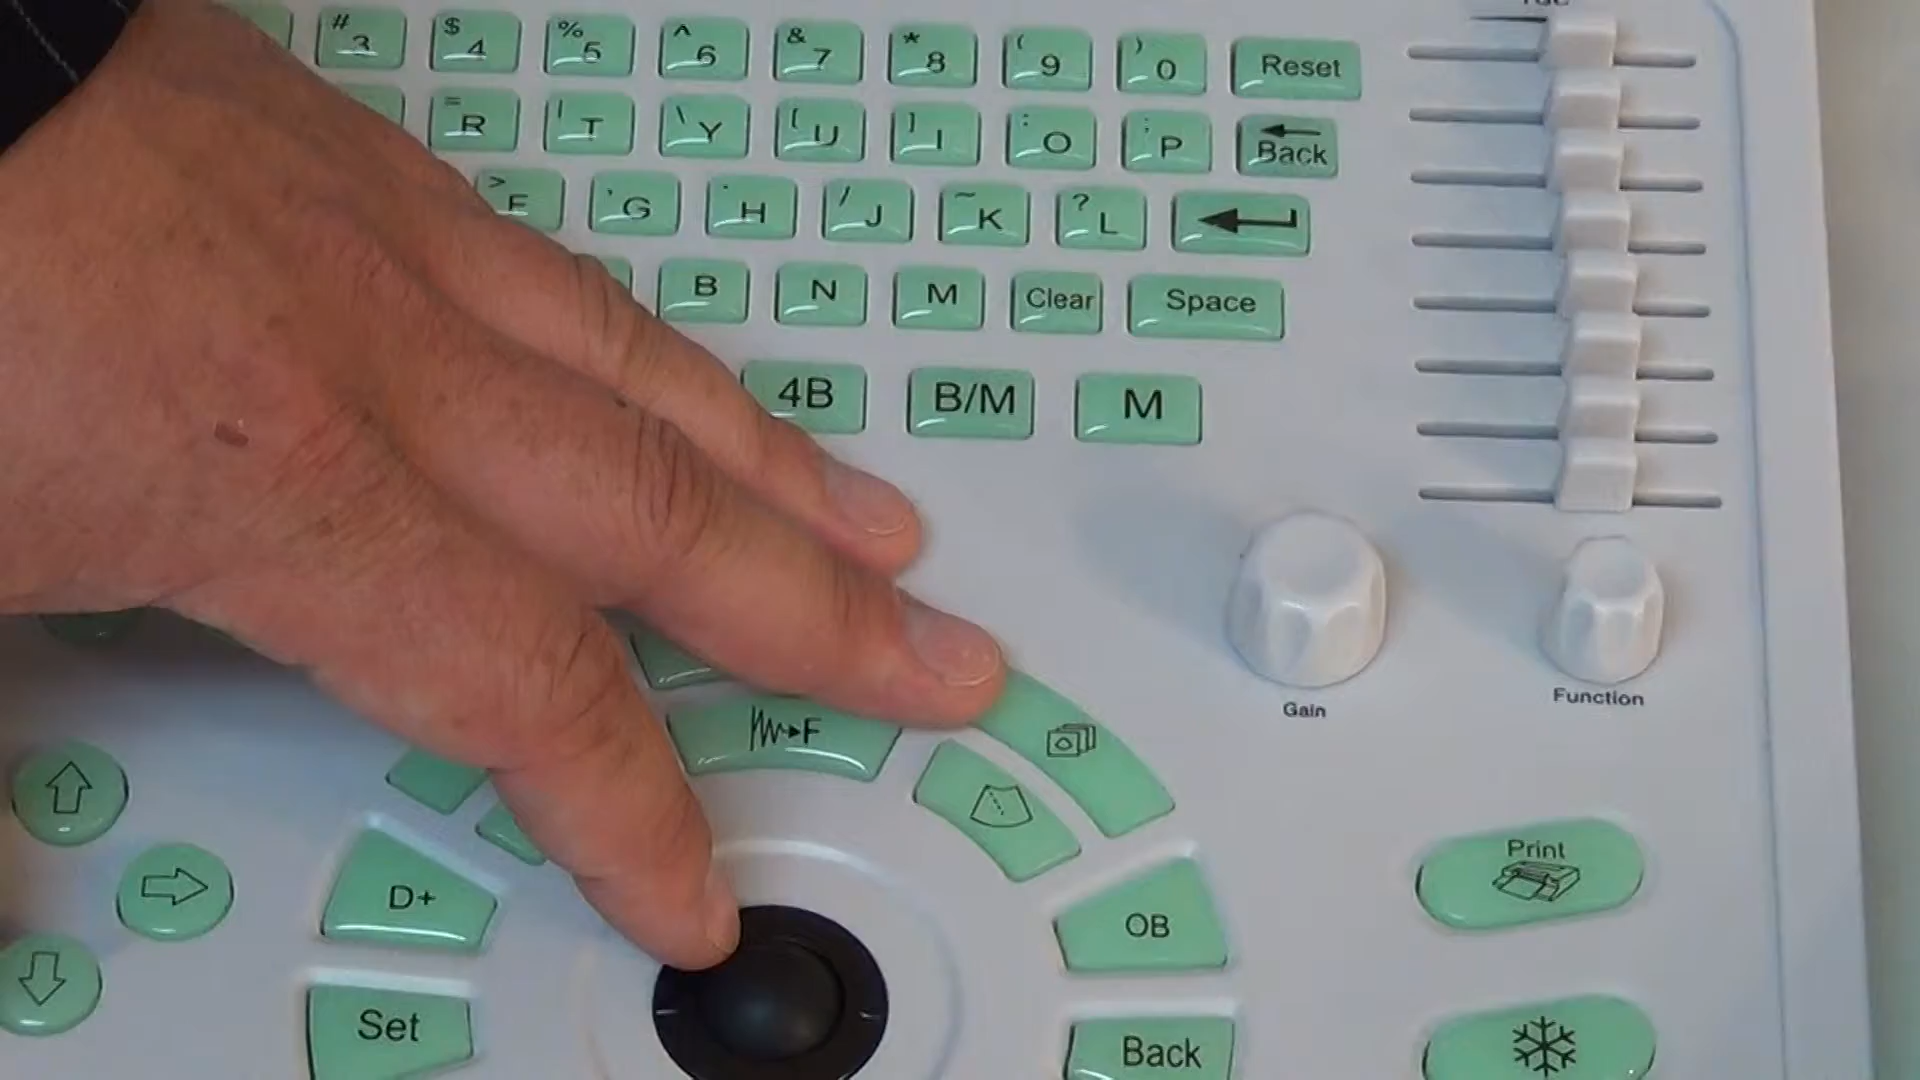 # 3 $ 4 % 5 ^ 6 & 7 * 8 ( 9 ) 0 Reset
= R | T \ Y [ U ] I : O ; P Back
> F ' G H / J ~ K ? L
B N M Clear Space
4B B/M M
Gain Function
F
Print
D+ OB
Set Back